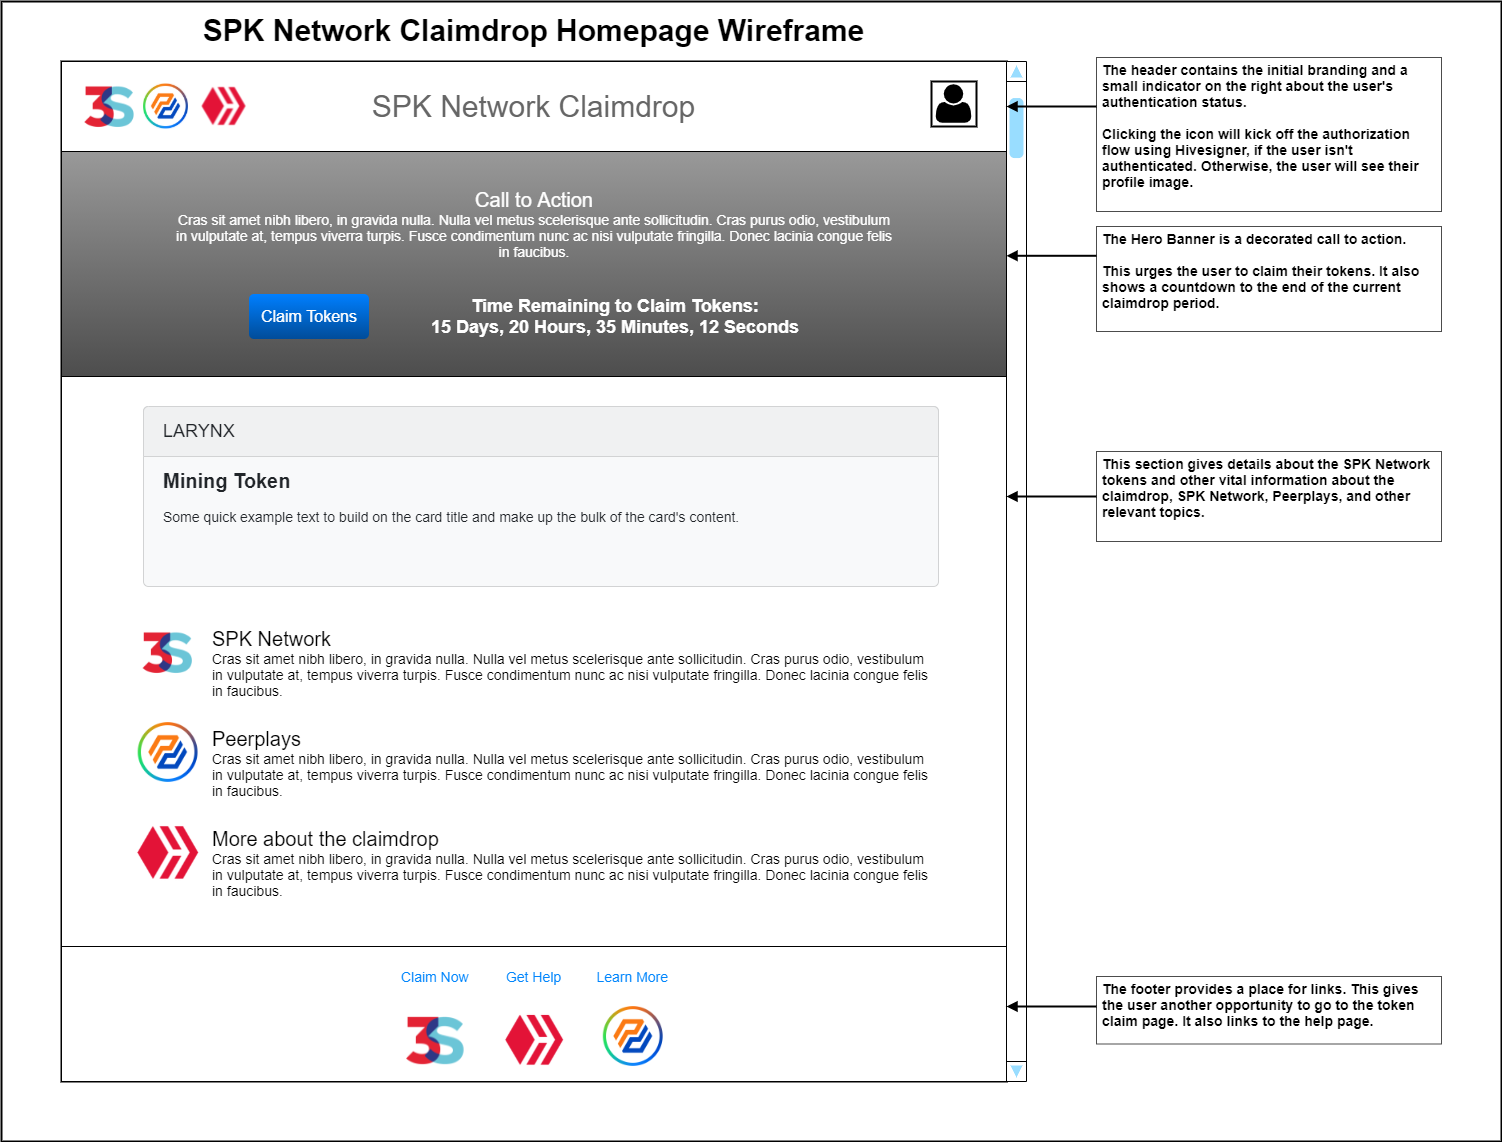 SPK Network Claimdrop Homepage Wireframe
3S
SPK Network Claimdrop
Call to Action
Cras sit amet nibh libero, in gravida nulla. Nulla vel metus scelerisque ante sollicitudin. Cras purus odio, vestibulum
in vulputate at, tempus viverra turpis. Fusce condimentum nunc ac nisi vulputate fringilla. Donec lacinia congue felis
in faucibus.
Claim Tokens
Time Remaining to Claim Tokens:
15 Days, 20 Hours, 35 Minutes, 12 Seconds
LARYNX
Mining Token
Some quick example text to build on the card title and make up the bulk of the card's content.
3S
SPK Network
Cras sit amet nibh libero, in gravida nulla. Nulla vel metus scelerisque ante sollicitudin. Cras purus odio, vestibulum
in vulputate at, tempus viverra turpis. Fusce condimentum nunc ac nisi vulputate fringilla. Donec lacinia congue felis
in faucibus.
Peerplays
Cras sit amet nibh libero, in gravida nulla. Nulla vel metus scelerisque ante sollicitudin. Cras purus odio, vestibulum
in vulputate at, tempus viverra turpis. Fusce condimentum nunc ac nisi vulputate fringilla. Donec lacinia congue felis
in faucibus.
More about the claimdrop
Cras sit amet nibh libero, in gravida nulla. Nulla vel metus scelerisque ante sollicitudin. Cras purus odio, vestibulum
in vulputate at, tempus viverra turpis. Fusce condimentum nunc ac nisi vulputate fringilla. Donec lacinia congue felis
in faucibus.
Claim Now
Get Help
Learn More
3S
The header contains the initial branding and a
small indicator on the right about the user's
authentication status.
Clicking the icon will kick off the authorization
flow using Hivesigner, if the user isn't
authenticated. Otherwise, the user will see their
profile image.
The Hero Banner is a decorated call to action.
This urges the user to claim their tokens. It also
shows a countdown to the end of the current
claimdrop period.
This section gives details about the SPK Network
tokens and other vital information about the
claimdrop, SPK Network, Peerplays, and other
relevant topics.
The footer provides a place for links. This gives
the user another opportunity to go to the token
claim page. It also links to the help page.